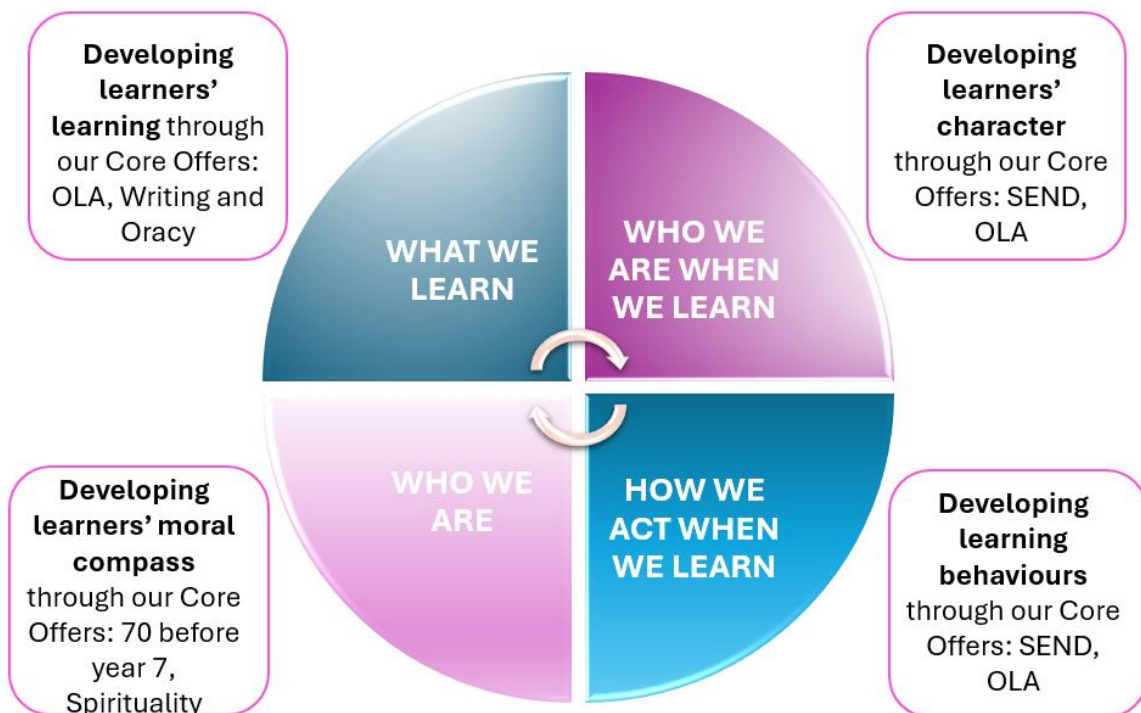 Developing
learners’
learning through
our Core Offers:
OLA, Writing and
Oracy
Developing
learners’
character
through our Core
Offers: SEND,
OLA
WHAT WE
LEARN
WHO WE
ARE WHEN
WE LEARN
WHO WE
ARE
HOW WE
ACT WHEN
WE LEARN
Developing
learners’ moral
compass
through our Core
Offers: 70 before
year 7,
Spirituality
Developing
learning
behaviours
through our Core
Offers: SEND,
OLA